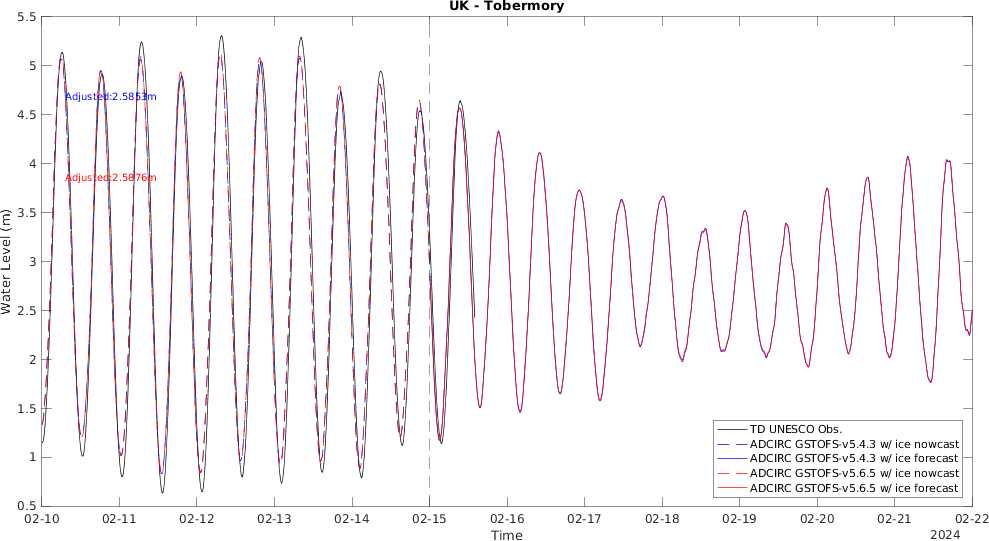 UK - Tobermory
5.5
5
4.5
4
3.5
3
2.5
2
1.5
1
0.5
Water Level (m)
Adjusted:2.5853m
Adjusted:2.5876m
TD UNESCO Obs.
ADCIRC GSTOFS-v5.4.3 w/ ice nowcast
ADCIRC GSTOFS-v5.4.3 w/ ice forecast
ADCIRC GSTOFS-v5.6.5 w/ ice nowcast
ADCIRC GSTOFS-v5.6.5 w/ ice forecast
02-10 02-11 02-12 02-13 02-14 02-15 02-16 02-17 02-18 02-19 02-20 02-21 02-22
Time
2024